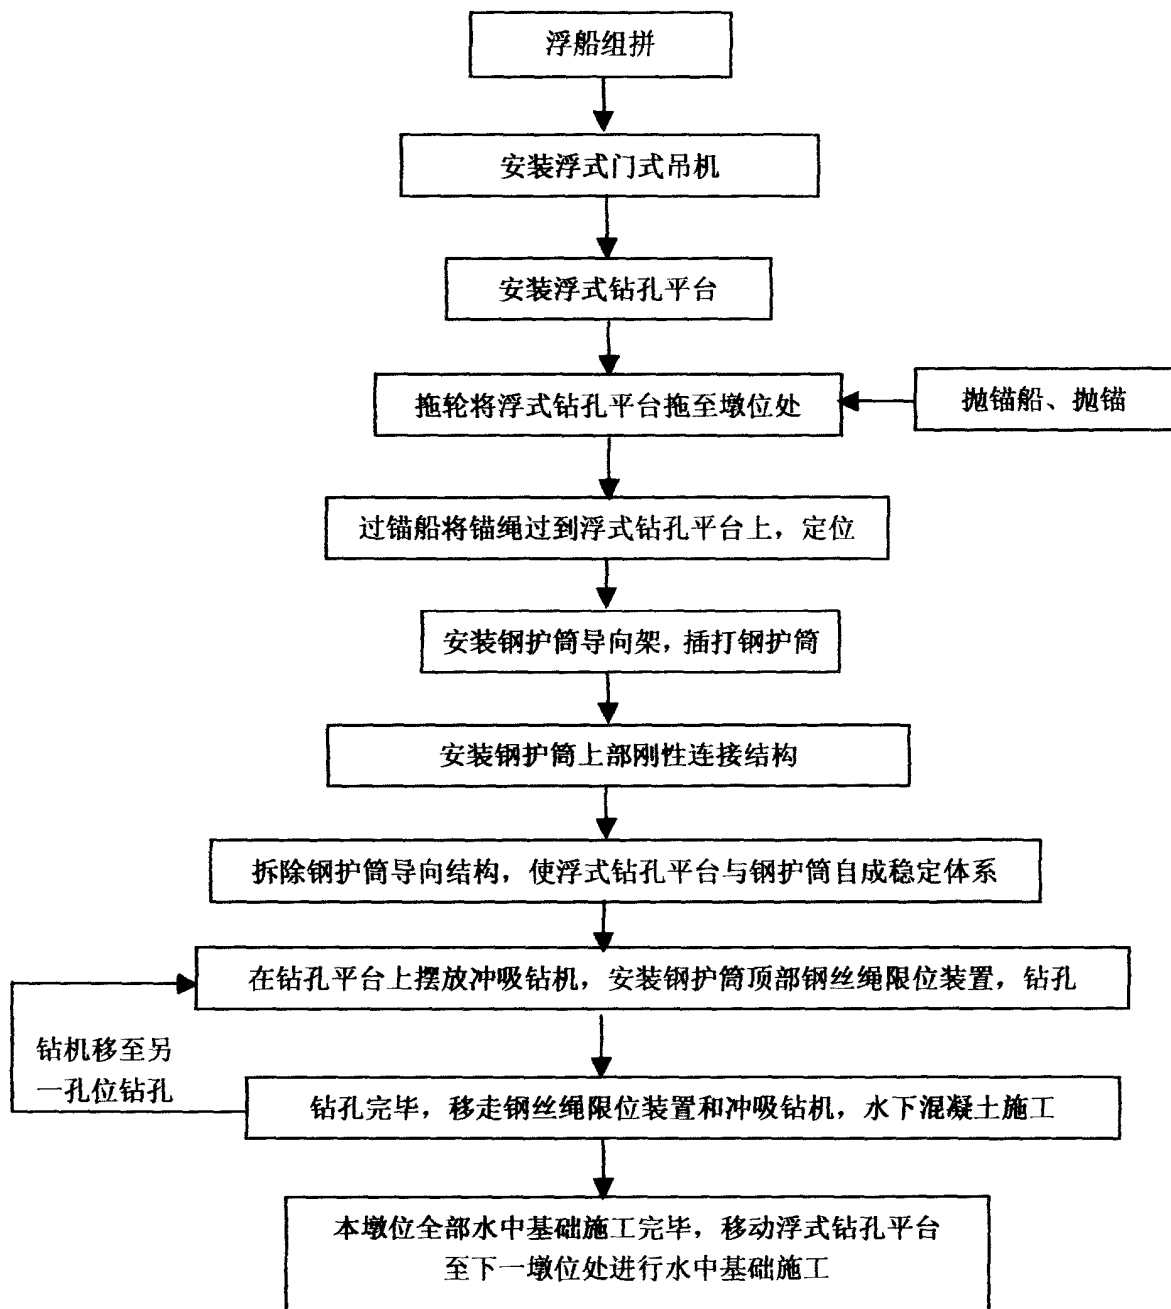 浮船组拼
安装浮式门式吊机
安装浮式钻孔平台
拖轮将浮式钻孔平台拖至墩位处
抛锚船、抛锚
过锚船将锚绳过到浮式钻孔平台上，定位
安装钢护筒导向架，插打钢护筒
安装钢护筒上部刚性连接结构
拆除钢护筒导向结构，使浮式钻孔平台与钢护筒自成稳定体系
在钻孔平台上摆放冲吸钻机，安装钢护筒顶部钢丝绳限位装置，钻孔
钻机移至另
一孔位钻孔
钻孔完毕，移走钢丝绳限位装置和冲吸钻机，水下混凝土施工
本墩位全部水中基础施工完毕，移动浮式钻孔平台
至下一墩位处进行水中基础施工